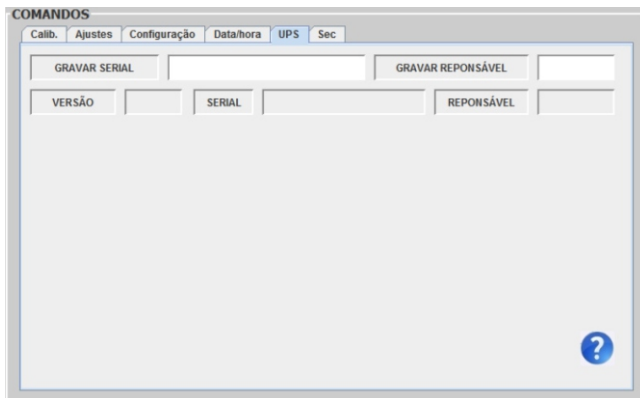 COMANDOS
Calib. Ajustes Configuração Data/hora UPS Sec
GRAVAR SERIAL GRAVAR REPONSÁVEL
VERSÃO SERIAL REPONSÁVEL
?